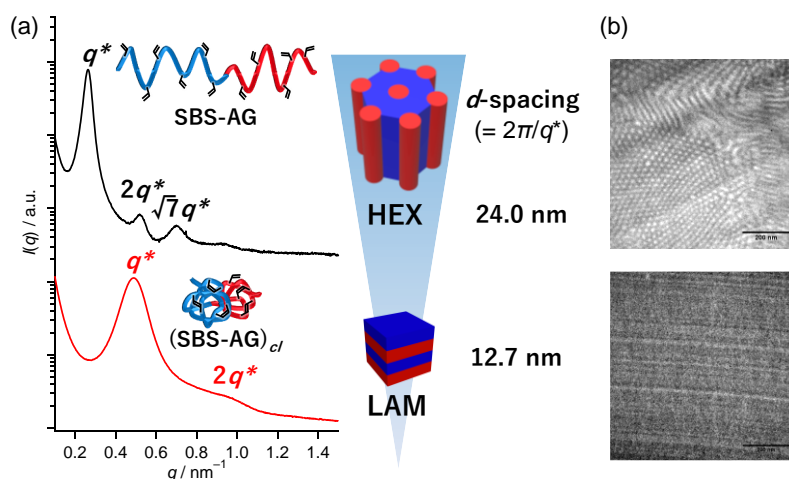 (a)
(b)
q*
SBS-AG
d-spacing
(= 2π/q*)
2q*
√7q*
HEX
24.0 nm
200 nm
I(q) / a.u.
q*
(SBS-AG)cl
12.7 nm
2q*
LAM
0.2 0.4 0.6 0.8 1.0 1.2 1.4
q / nm⁻¹